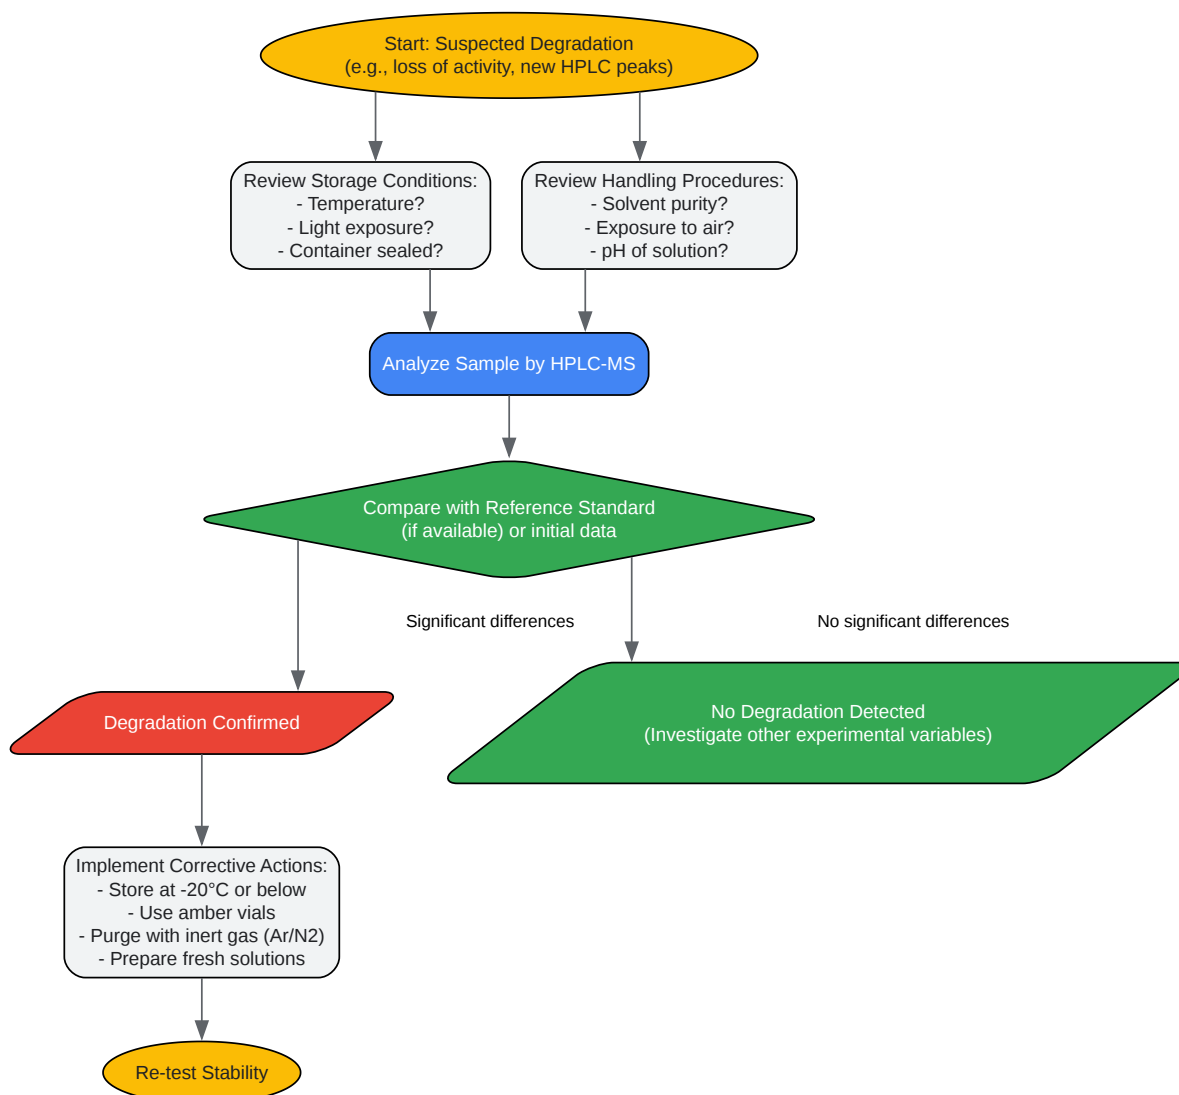 Start: Suspected Degradation
(e.g., loss of activity, new HPLC peaks)
Review Storage Conditions:
- Temperature?
- Light exposure?
- Container sealed?
Review Handling Procedures:
- Solvent purity?
- Exposure to air?
- pH of solution?
Analyze Sample by HPLC-MS
Compare with Reference Standard
(if available) or initial data
Significant differences
No significant differences
Degradation Confirmed
No Degradation Detected
(Investigate other experimental variables)
Implement Corrective Actions:
- Store at -20°C or below
- Use amber vials
- Purge with inert gas (Ar/N2)
- Prepare fresh solutions
Re-test Stability